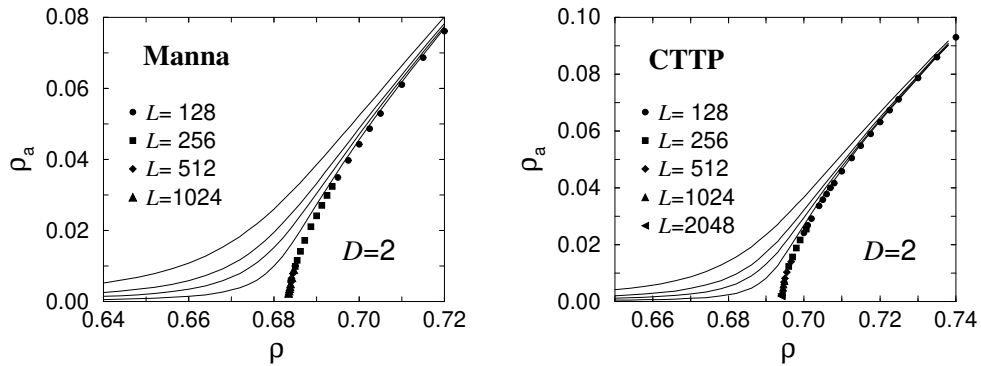 0.08
0.06
0.04
0.02
0.00
ρₐ
Manna
L= 128
L= 256
L= 512
L=1024
D=2
0.64 0.66 0.68 0.70 0.72
ρ
0.10
0.08
0.06
0.04
0.02
0.00
ρₐ
CTTP
L= 128
L= 256
L= 512
L=1024
L=2048
D=2
0.66 0.68 0.70 0.72 0.74
ρ